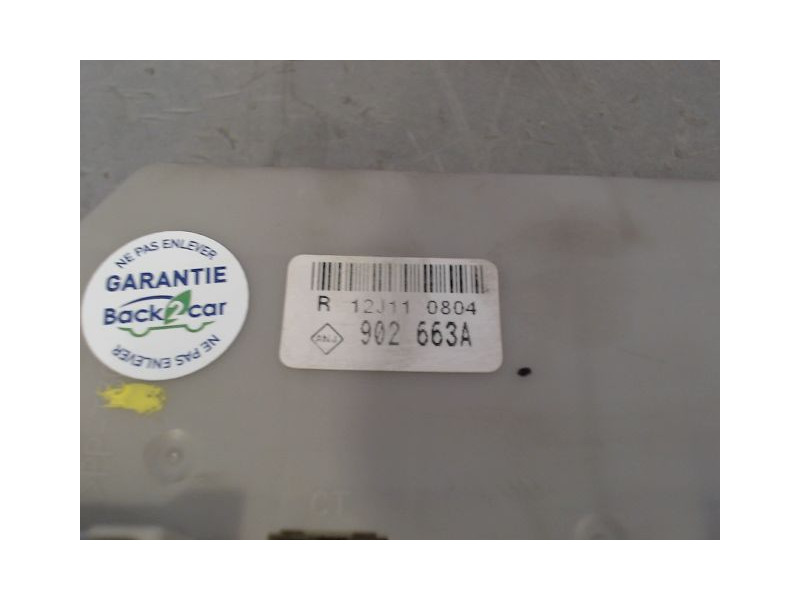 NE PAS ENLEVER
GARANTIE
Back2car
NE PAS ENLEVER
R 12J11 0804
902 663A